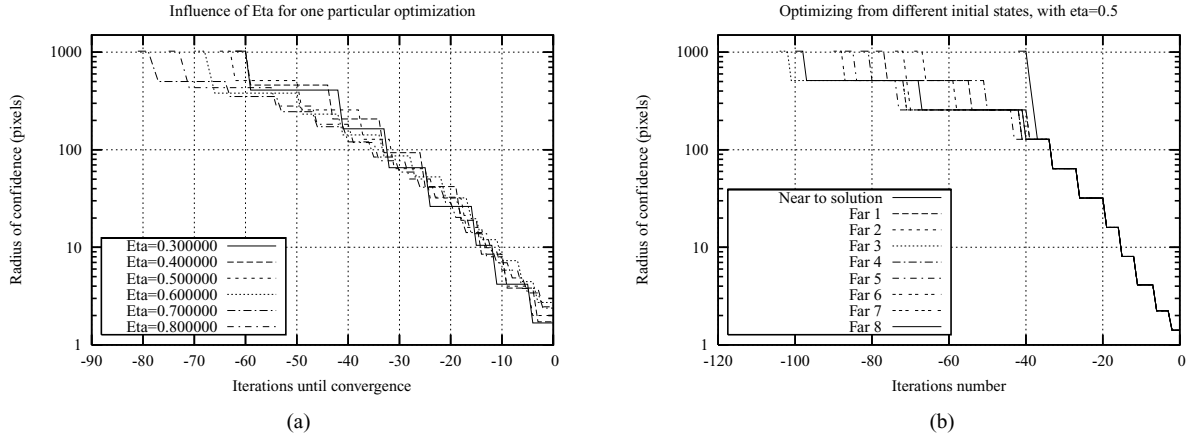 Influence of Eta for one particular optimization
Radius of confidence (pixels)
1000
100
10
1
Eta=0.300000
Eta=0.400000
Eta=0.500000
Eta=0.600000
Eta=0.700000
Eta=0.800000
-90 -80 -70 -60 -50 -40 -30 -20 -10 0
Iterations until convergence
(a)
Optimizing from different initial states, with eta=0.5
Radius of confidence (pixels)
1000
100
10
1
Near to solution
Far 1
Far 2
Far 3
Far 4
Far 5
Far 6
Far 7
Far 8
-120 -100 -80 -60 -40 -20 0
Iterations number
(b)